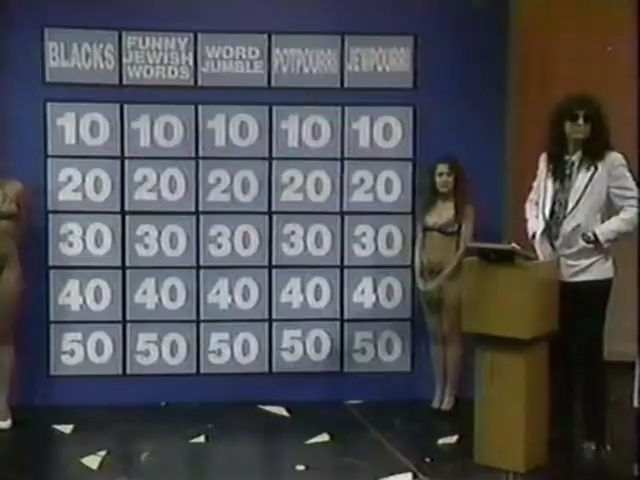 BLACKS
FUNNY
JEWISH
WORDS
WORD
JUMBLE
POTPOURRI
JEWPOURRI
10 10 10 10 10
20 20 20 20 20
30 30 30 30 30
40 40 40 40 40
50 50 50 50 50